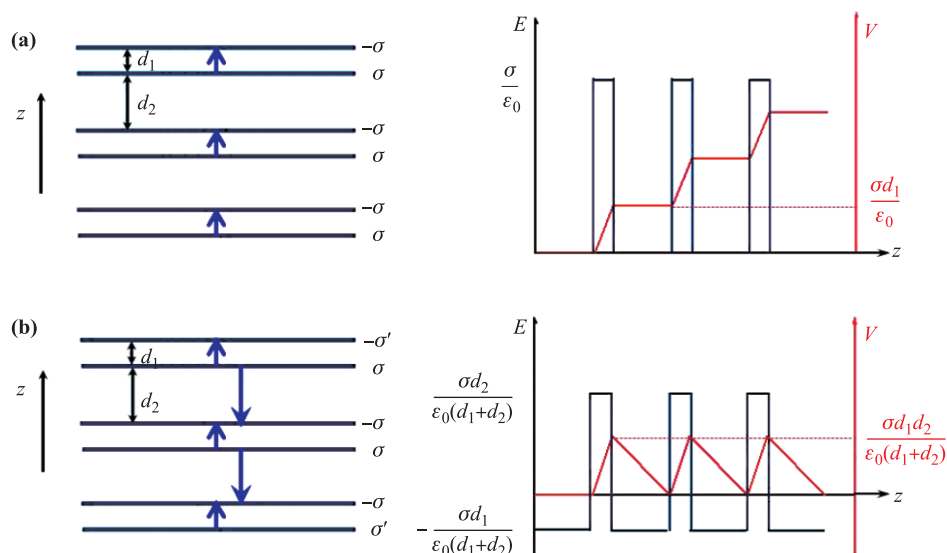 (a)
z
d₁
d₂
-σ
σ
-σ
σ
-σ
σ
E
σ/ε₀
V
σd₁/ε₀
z
(b)
z
d₁
d₂
-σ'
σ
-σ
σ
-σ
σ'
E
σd₂/ε₀(d₁+d₂)
-σd₁/ε₀(d₁+d₂)
V
σd₁d₂/ε₀(d₁+d₂)
z